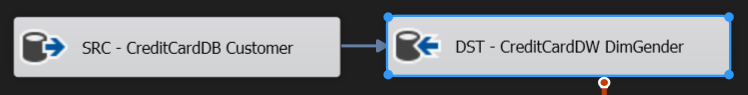 SRC - CreditCardDB Customer
DST - CreditCardDW DimGender